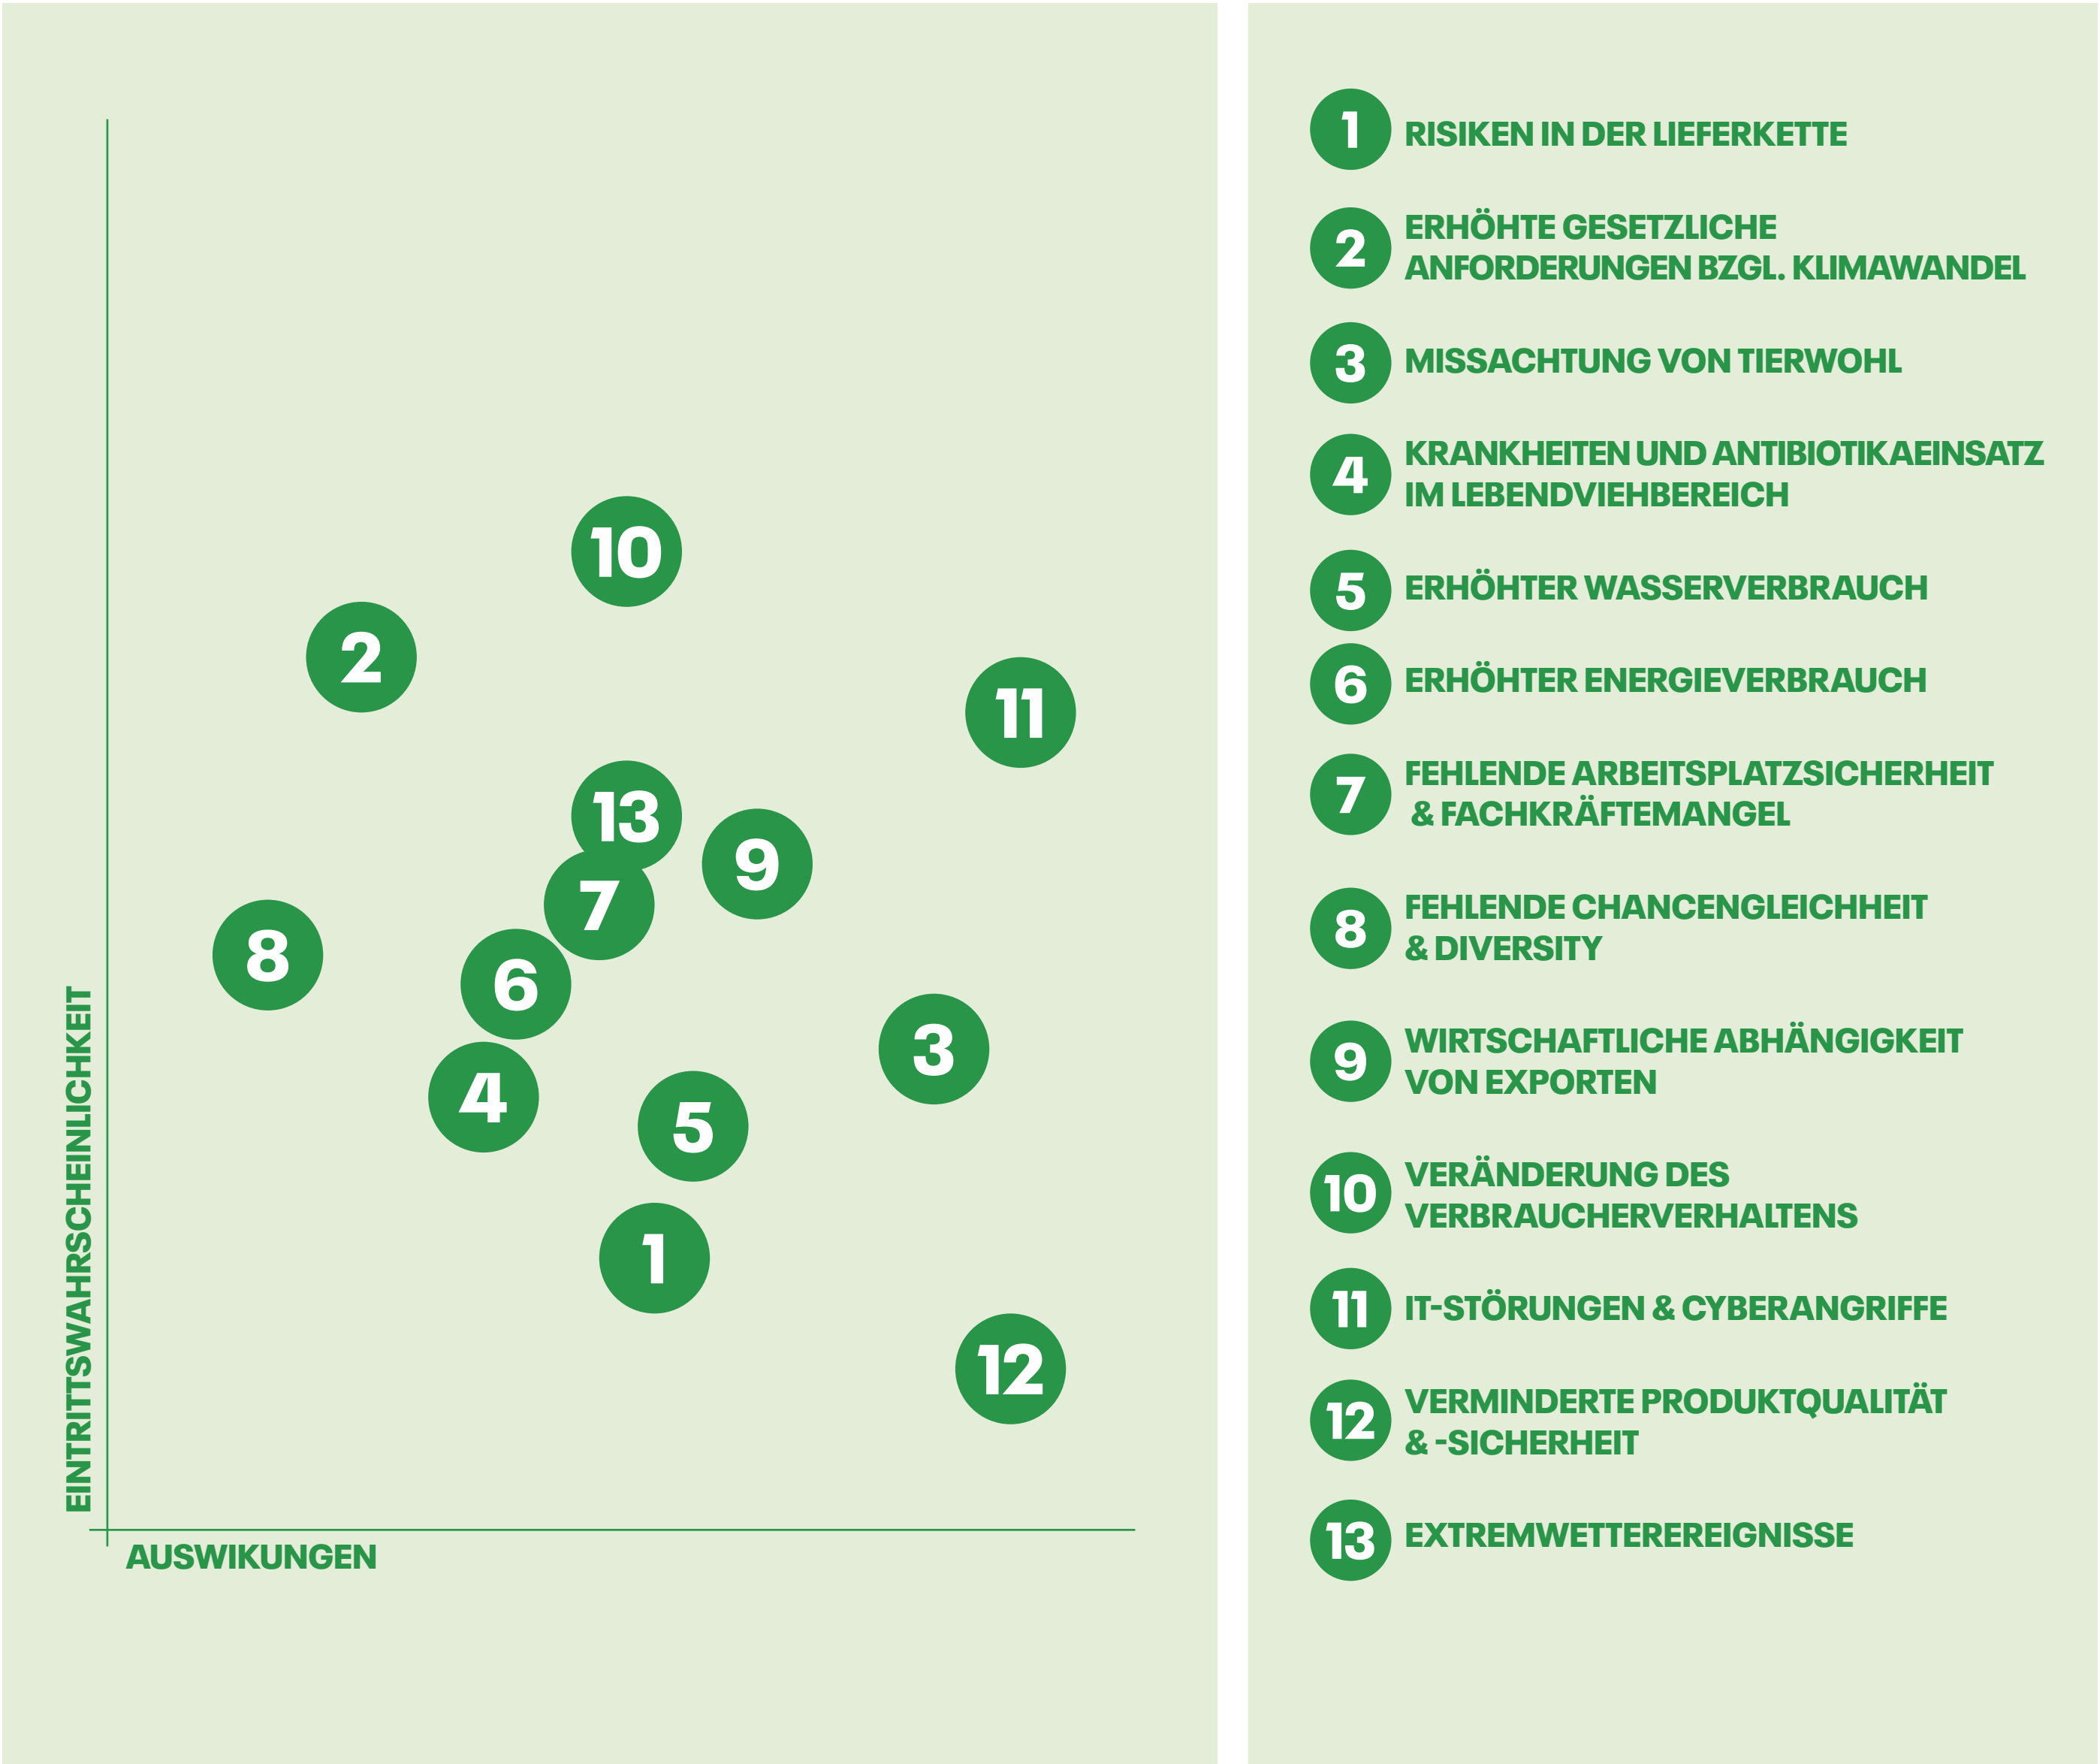 10
2
11
13
9
7
8
6
3
4
5
1
12
EINTRITTSWAHRSCHEINLICHKEIT
AUSWIKUNGEN
1 RISIKEN IN DER LIEFERKETTE
2 ERHÖHTE GESETZLICHE
ANFORDERUNGEN BZGL. KLIMAWANDEL
3 MISSACHTUNG VON TIERWOHL
4 KRANKHEITEN UND ANTIBIOTIKAEINSATZ
IM LEBENDVIEHBEREICH
5 ERHÖHTER WASSERVERBRAUCH
6 ERHÖHTER ENERGIEVERBRAUCH
7 FEHLENDE ARBEITSPLATZSICHERHEIT
& FACHKRÄFTEMANGEL
8 FEHLENDE CHANCENGLEICHHEIT
& DIVERSITY
9 WIRTSCHAFTLICHE ABHÄNGIGKEIT
VON EXPORTEN
10 VERÄNDERUNG DES
VERBRAUCHERVERHALTENS
11 IT-STÖRUNGEN & CYBERANGRIFFE
12 VERMINDERTE PRODUKTQUALITÄT
& -SICHERHEIT
13 EXTREMWETTEREREIGNISSE